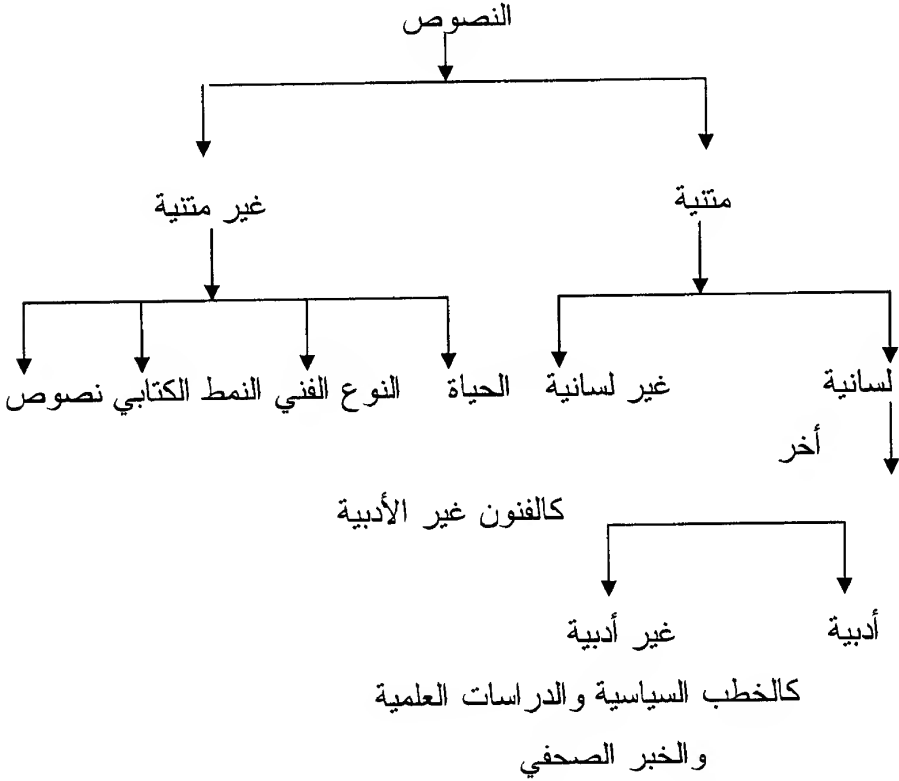 النصوص
متنية غير متنية
لسانية غير لسانية الحياة النوع الفني النمط الكتابي نصوص
أخر
كالفنون غير الأدبية
أدبية غير أدبية
كالخطب السياسية والدراسات العلمية
والخبر الصحفي